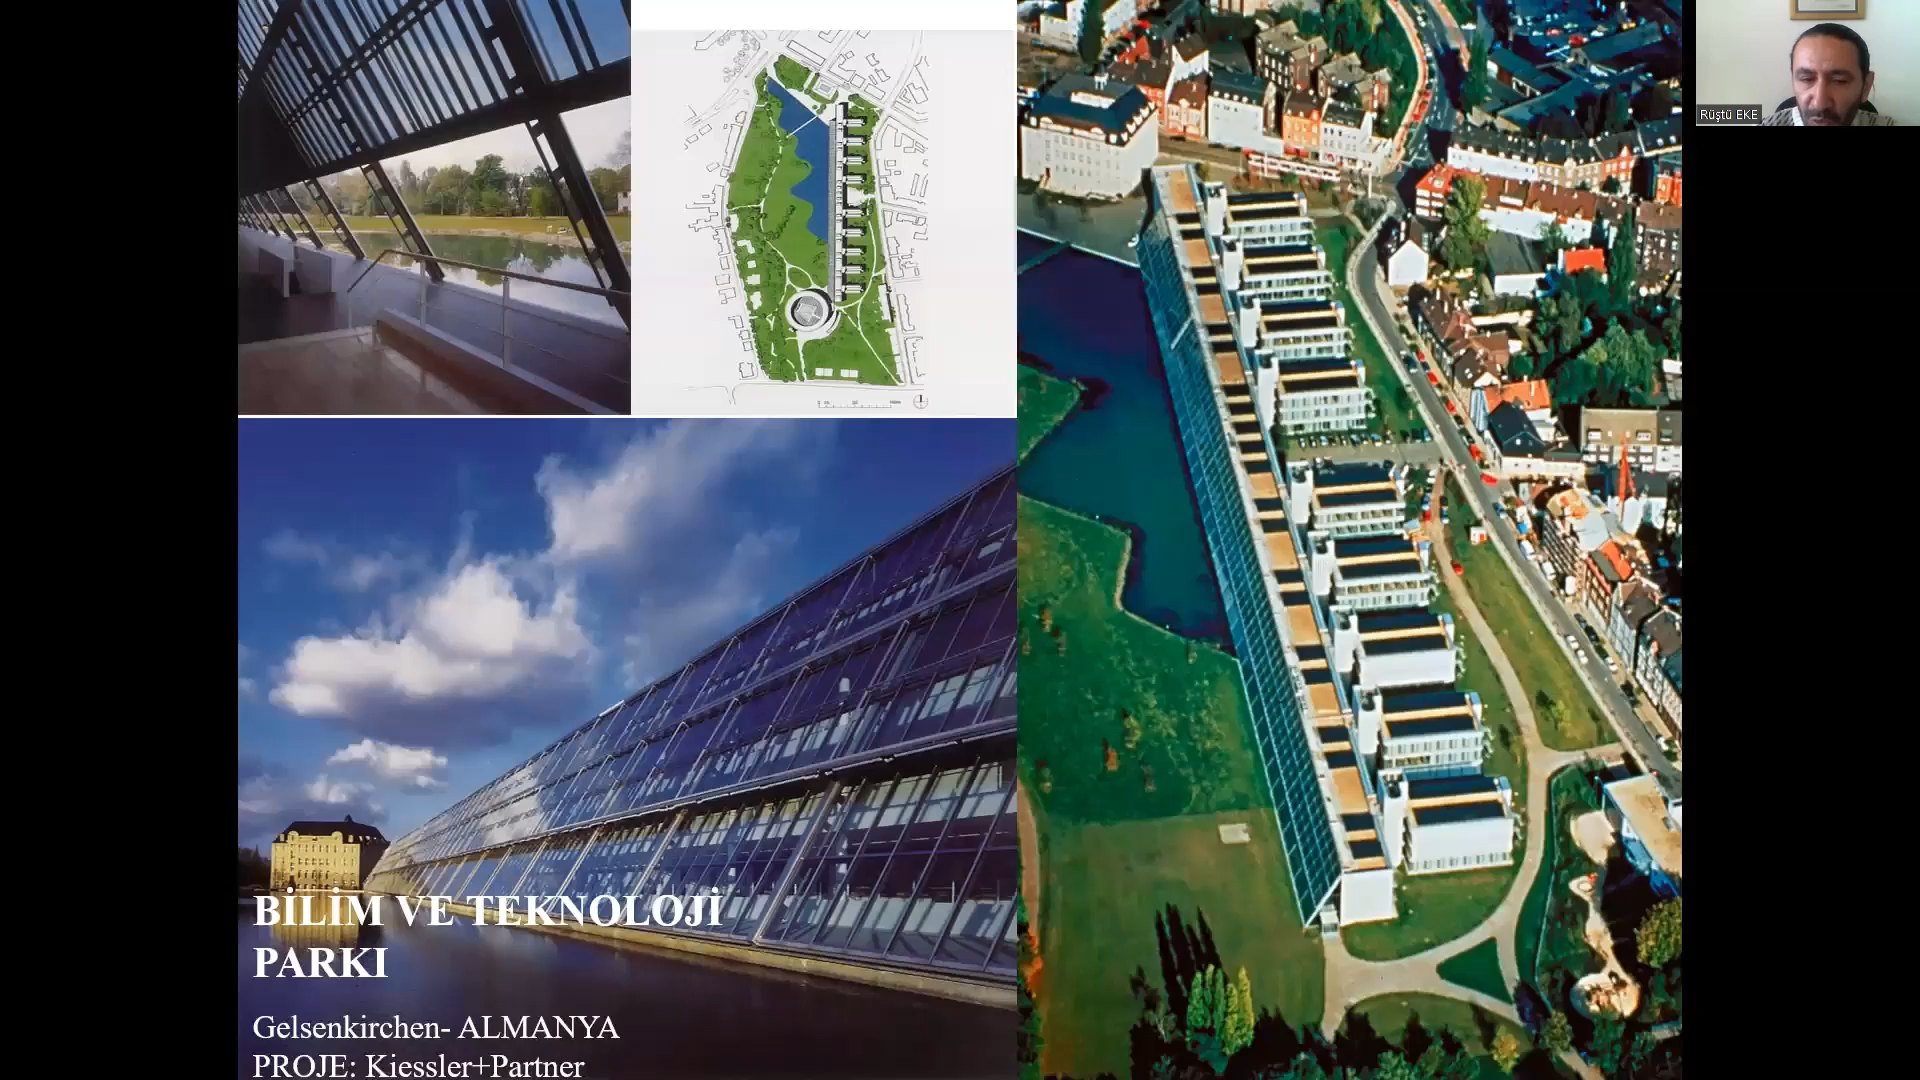 Rüştü EKE
BİLİM VE TEKNOLOJİ
PARKI
Gelsenkirchen- ALMANYA
PROJE: Kiessler+Partner